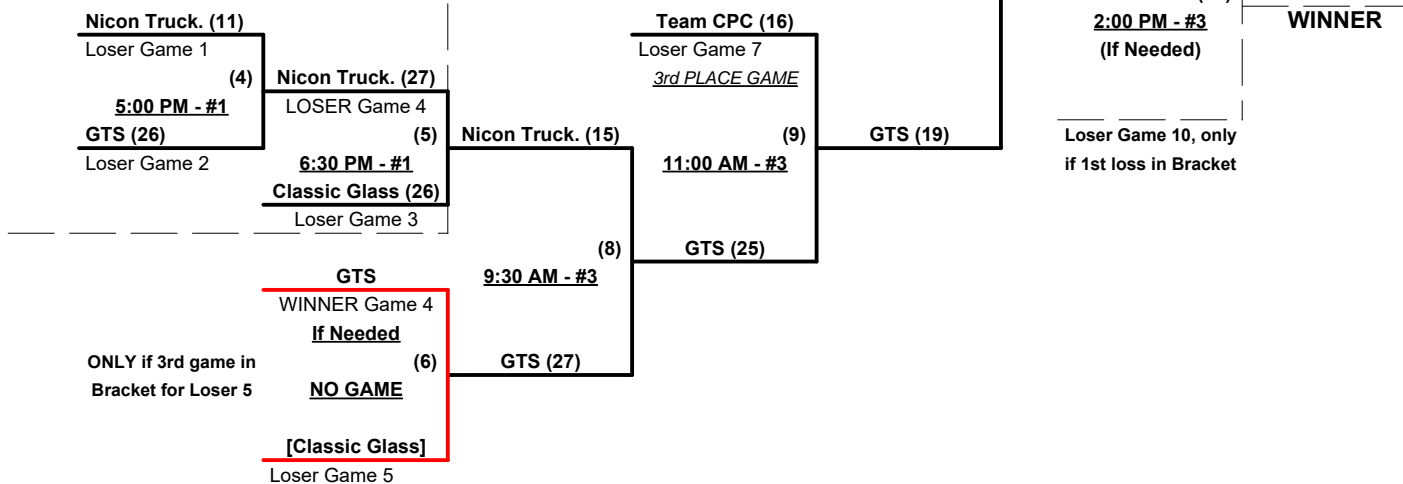 Nicon Truck. (11)
Loser Game 1
(4)
5:00 PM - #1
GTS (26)
Loser Game 2
Nicon Truck. (27)
LOSER Game 4
(5)
6:30 PM - #1
Classic Glass (26)
Loser Game 3
Nicon Truck. (15)
(8)
9:30 AM - #3
GTS
WINNER Game 4
If Needed
(6)
NO GAME
[Classic Glass]
Loser Game 5
ONLY if 3rd game in
Bracket for Loser 5
GTS (27)
Team CPC (16)
Loser Game 7
3rd PLACE GAME
(9)
11:00 AM - #3
GTS (25)
GTS (19)
2:00 PM - #3
(If Needed)
Loser Game 10, only
if 1st loss in Bracket
WINNER